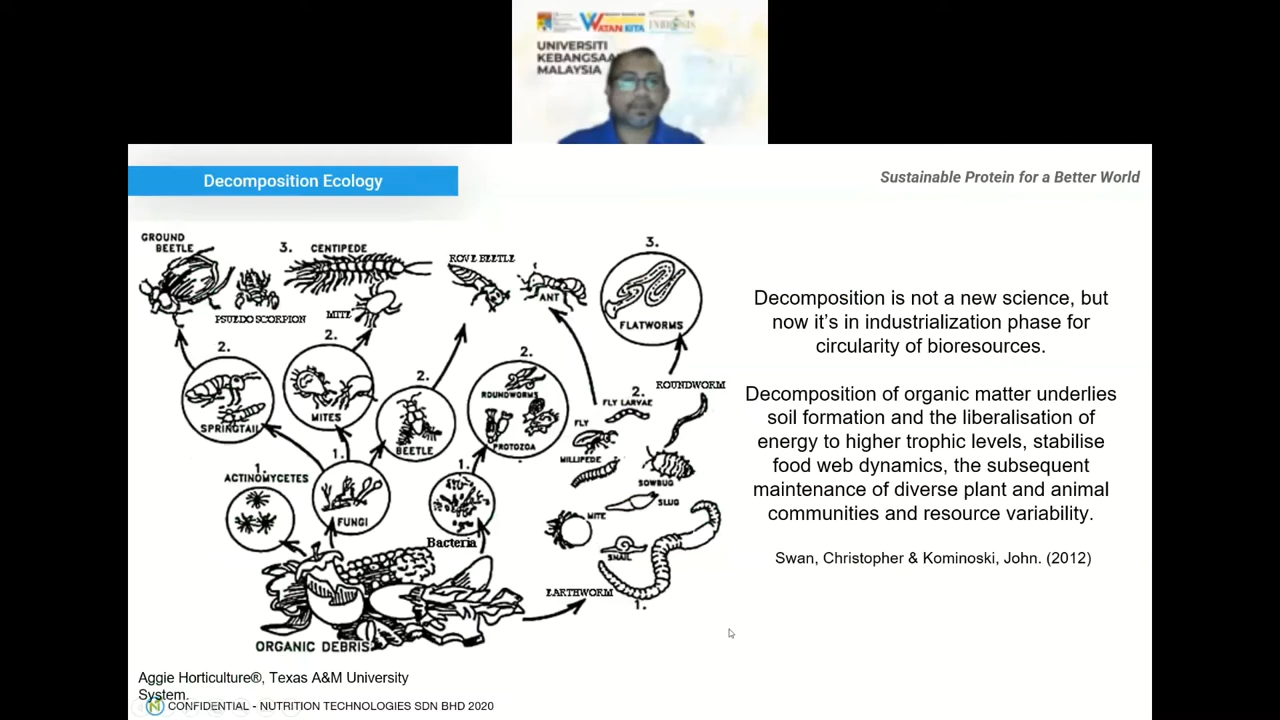 WATAN KITA
UNIVERSITI
KEBANGSAA
MALAYSIA
Decomposition Ecology
Sustainable Protein for a Better World
GROUND
BEETLE
3.
CENTIPEDE
PSUEDO SCORPION
MITE
ROVE BEETLE
ANT
3.
FLATWORMS
2.
SPRINGTAIL
2.
MITES
2.
BEETLE
2.
ROUNDWORMS
PROTOZOA
2.
FLY LARVAE
ROUNDWORM
FLY
MILLIPEDE
SOWBUG
SLUG
MITE
SNAIL
1.
ACTINOMYCETES
1.
FUNGI
1.
Bacteria
EARTHWORM
1.
ORGANIC DEBRIS
Decomposition is not a new science, but
now it’s in industrialization phase for
circularity of bioresources.
Decomposition of organic matter underlies
soil formation and the liberalisation of
energy to higher trophic levels, stabilise
food web dynamics, the subsequent
maintenance of diverse plant and animal
communities and resource variability.
Swan, Christopher & Kominoski, John. (2012)
Aggie Horticulture®, Texas A&M University
System.
CONFIDENTIAL - NUTRITION TECHNOLOGIES SDN BHD 2020